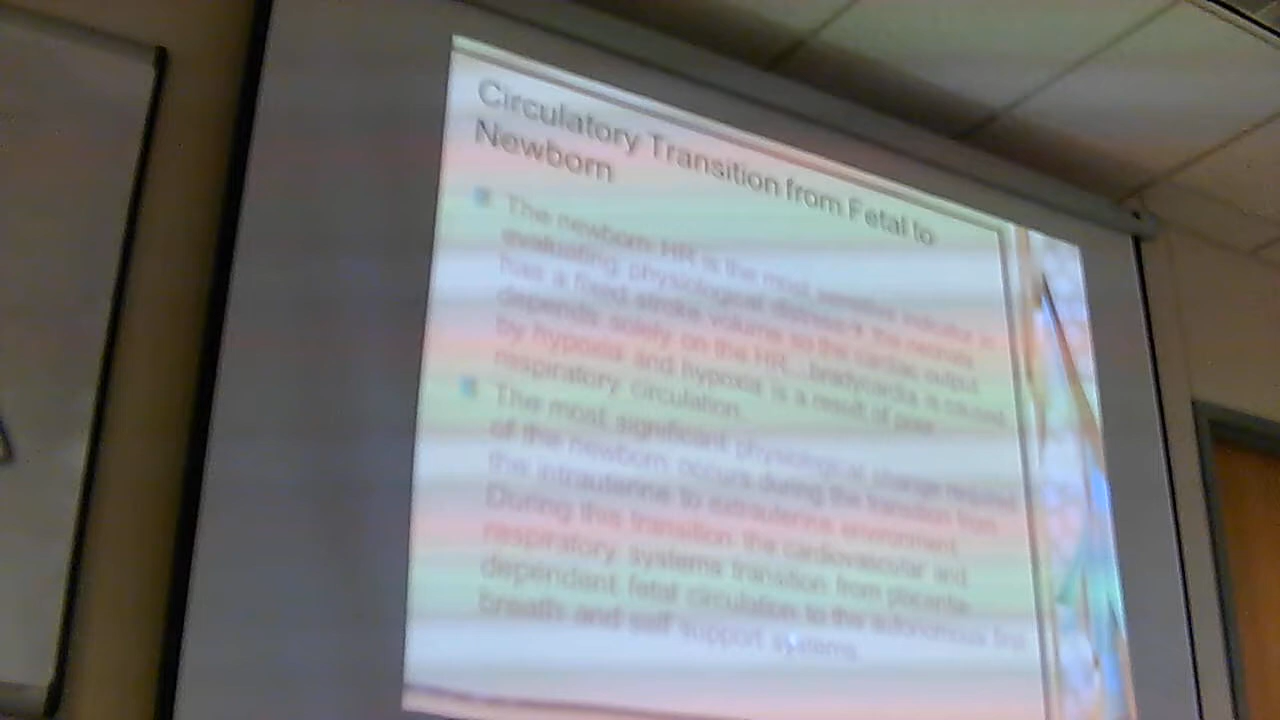 Circulatory Transition from Fetal to
Newborn
The newborn HR is the most sensitive indicator in
evaluating physiological distress & the neonate
has a fixed stroke volume so the cardiac output
depends solely on the HR...bradycardia is caused
by hypoxia and hypoxia is a result of poor
respiratory circulation.
The most significant physiological change required
of the newborn occurs during the transition from
the intrauterine to extrauterine environment.
During this transition the cardiovascular and
respiratory systems transition from placenta-
dependent fetal circulation to the autonomous first
breath and self support systems.